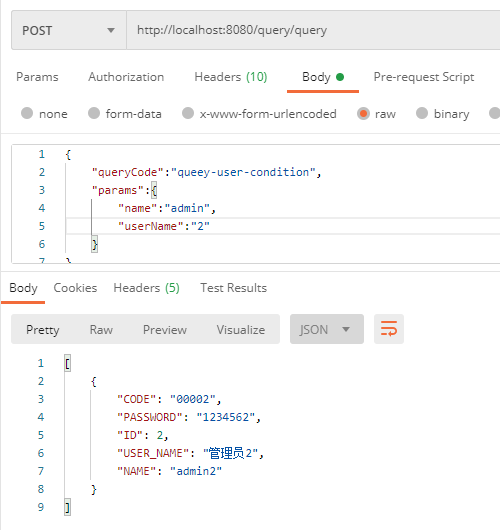 POST http://localhost:8080/query/query
Params Authorization Headers (10) Body Pre-request Script
none form-data x-www-form-urlencoded raw binary
1 {
2 "queryCode":"queey-user-condition",
3 "params":{
4 "name":"admin",
5 "userName":"2"
6 }
7 }
Body Cookies Headers (5) Test Results
Pretty Raw Preview Visualize JSON
1 [
2 {
3 "CODE": "00002",
4 "PASSWORD": "1234562",
5 "ID": 2,
6 "USER_NAME": "管理员2",
7 "NAME": "admin2"
8 }
9 ]